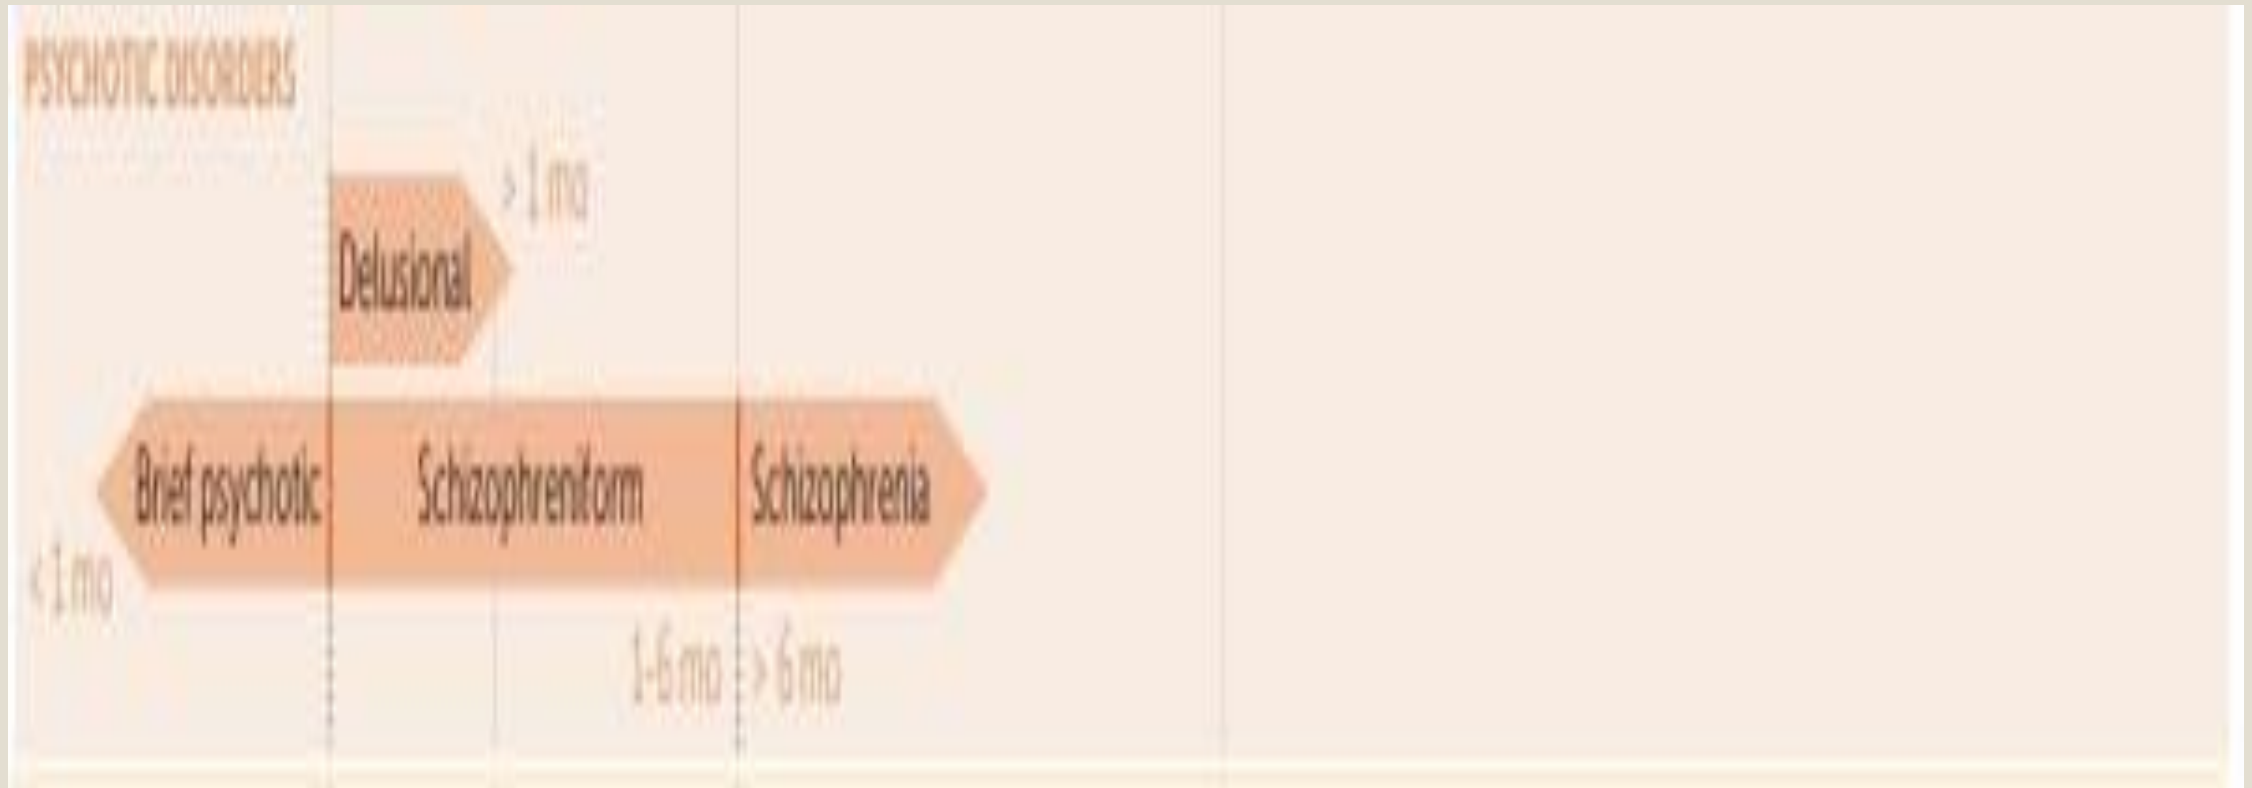 PSYCHOTIC DISORDERS
> 1 mo
Delusional
Brief psychotic Schizophreniform Schizophrenia
< 1 mo
1-6 mo > 6 mo